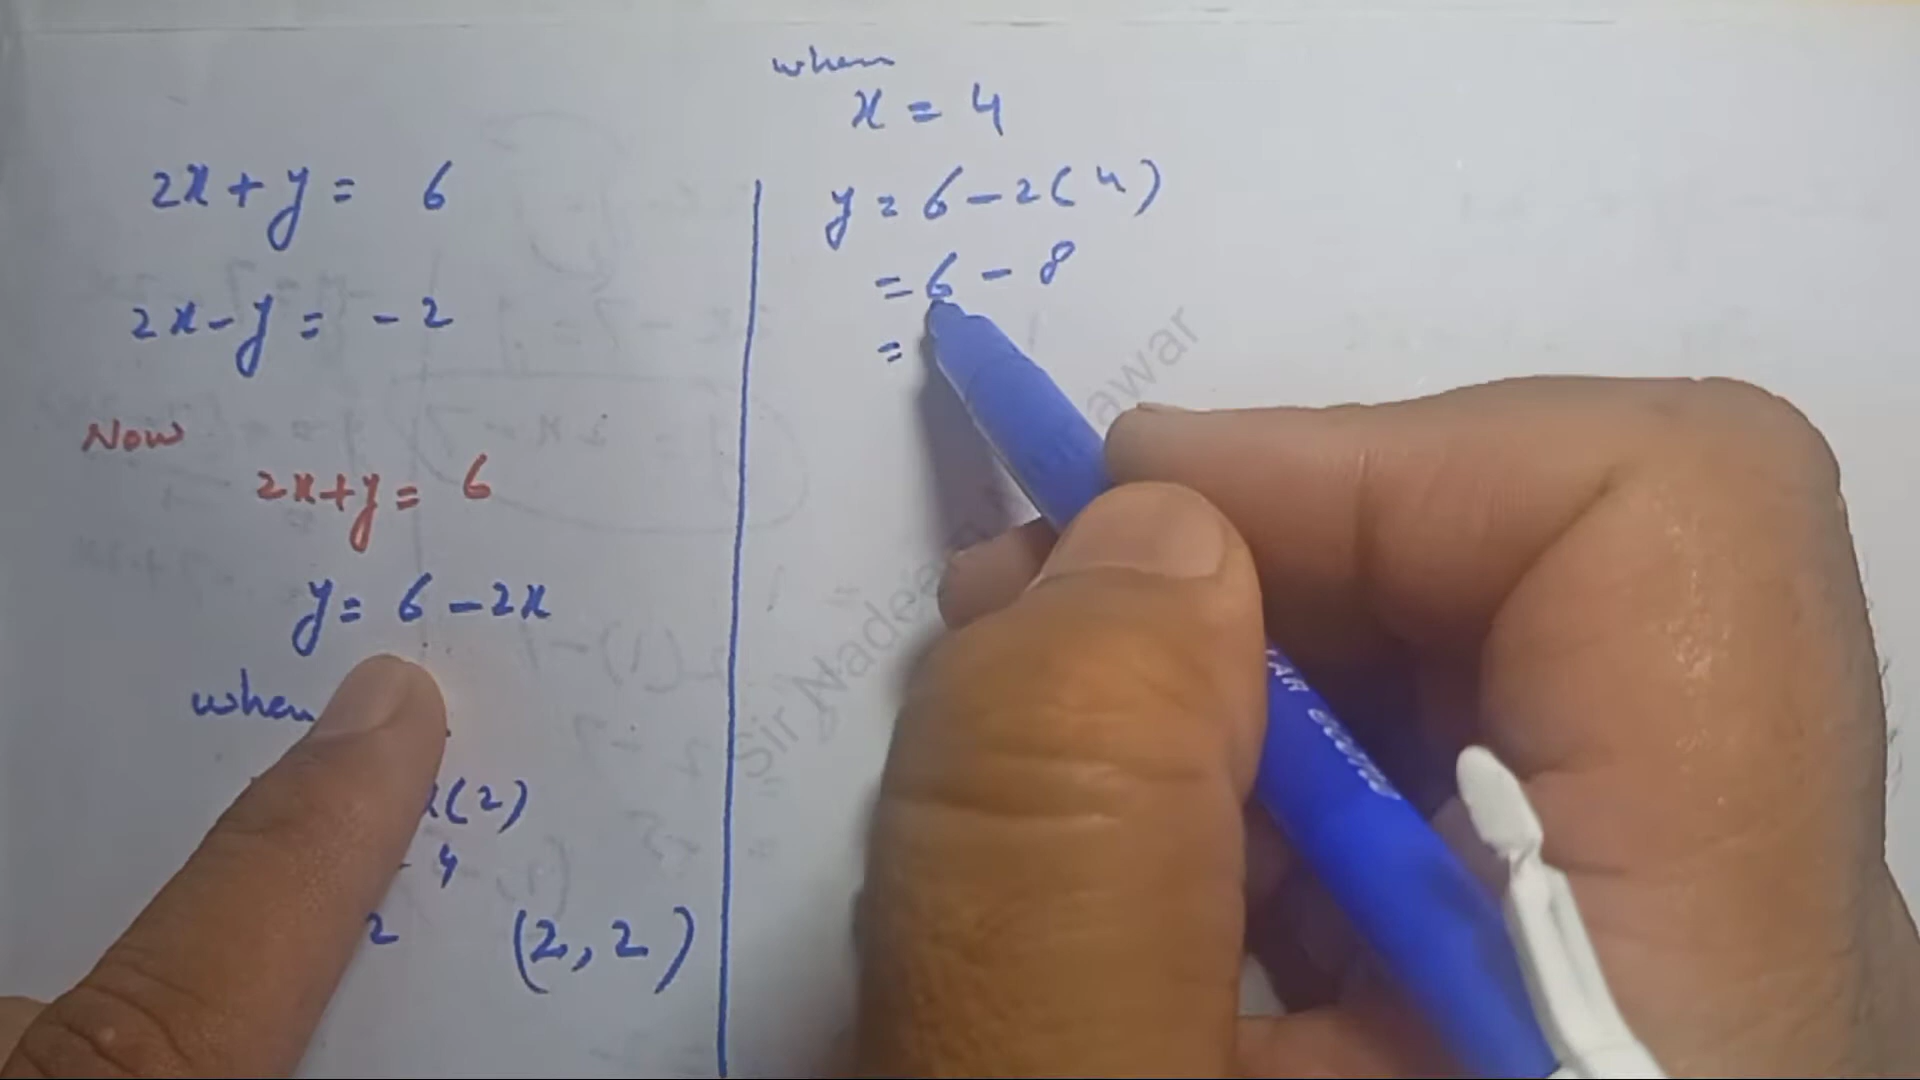 2x + y = 6
2x - y = - 2
Now
2x + y = 6
y = 6 - 2x
when
(2)
- 4
2 (2, 2)
when
x = 4
y = 6 - 2(4)
= 6 - 8
=
Sir